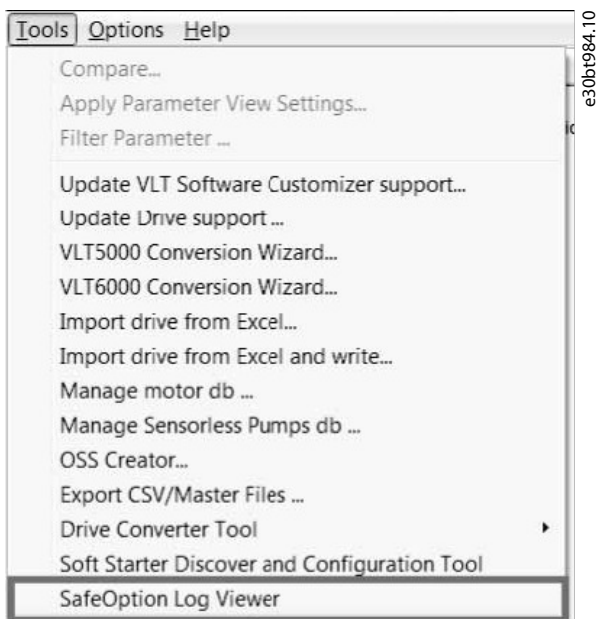 Tools Options Help
Compare...
Apply Parameter View Settings...
Filter Parameter ...
Update VLT Software Customizer support...
Update Drive support ...
VLT5000 Conversion Wizard...
VLT6000 Conversion Wizard...
Import drive from Excel...
Import drive from Excel and write...
Manage motor db ...
Manage Sensorless Pumps db ...
OSS Creator...
Export CSV/Master Files ...
Drive Converter Tool
Soft Starter Discover and Configuration Tool
SafeOption Log Viewer
e30bt984.10